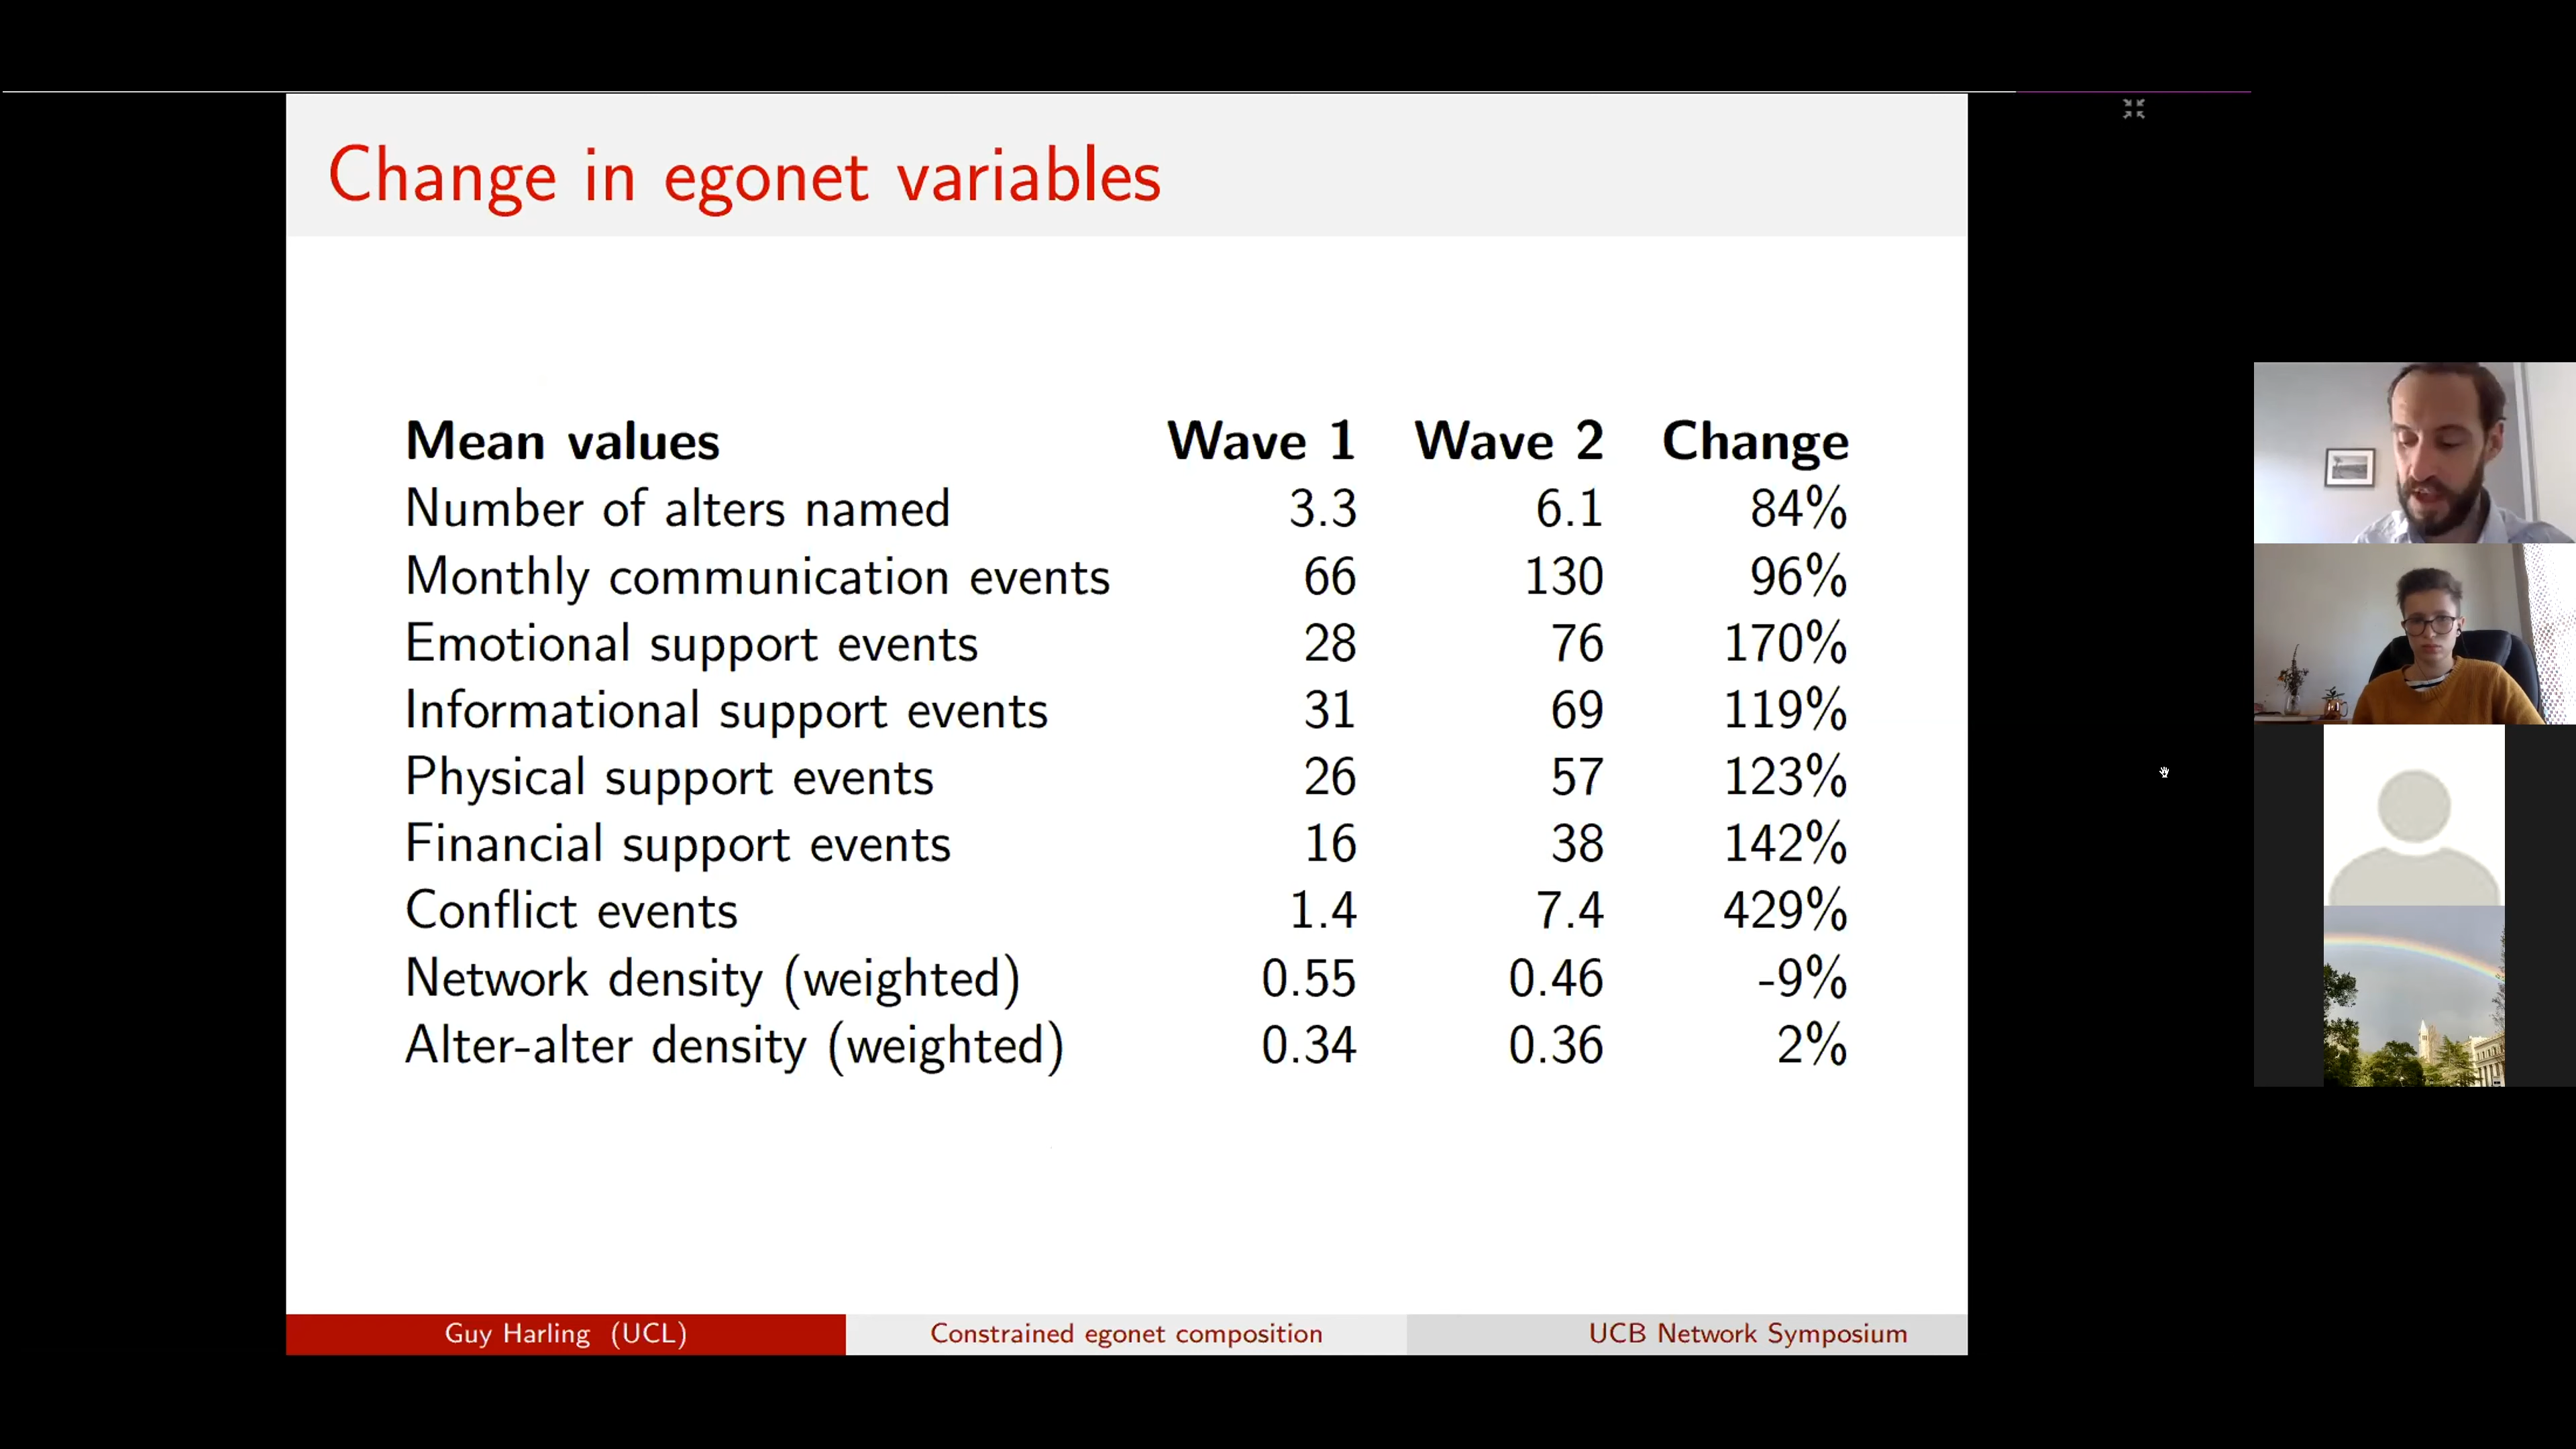 Change in egonet variables
Mean values Wave 1 Wave 2 Change
Number of alters named 3.3 6.1 84%
Monthly communication events 66 130 96%
Emotional support events 28 76 170%
Informational support events 31 69 119%
Physical support events 26 57 123%
Financial support events 16 38 142%
Conflict events 1.4 7.4 429%
Network density (weighted) 0.55 0.46 -9%
Alter-alter density (weighted) 0.34 0.36 2%
Guy Harling (UCL) Constrained egonet composition UCB Network Symposium